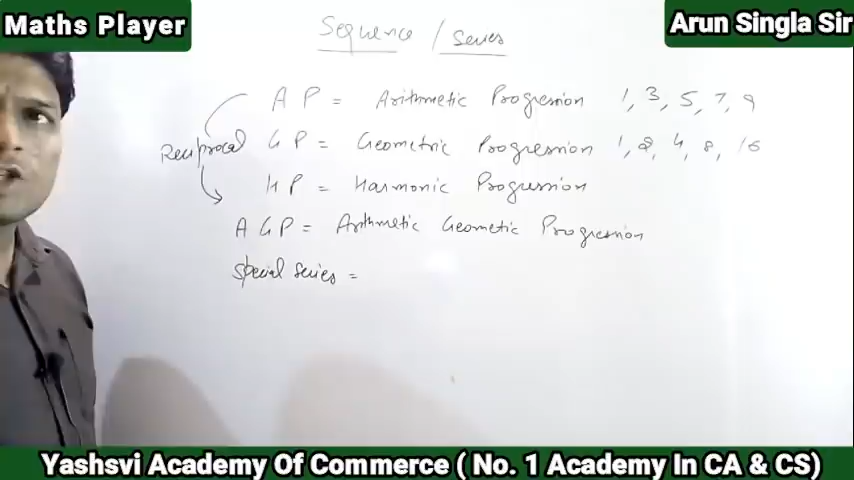 Maths Player
Arun Singla Sir
Sequence / Series
AP = Arithmetic Progression 1, 3, 5, 7, 9
Reciprocal
GP = Geometric Progression 1, 2, 4, 8, 16
HP = Harmonic Progression
AGP = Arithmetic Geometic Progression
Special series =
Yashsvi Academy Of Commerce ( No. 1 Academy In CA & CS)